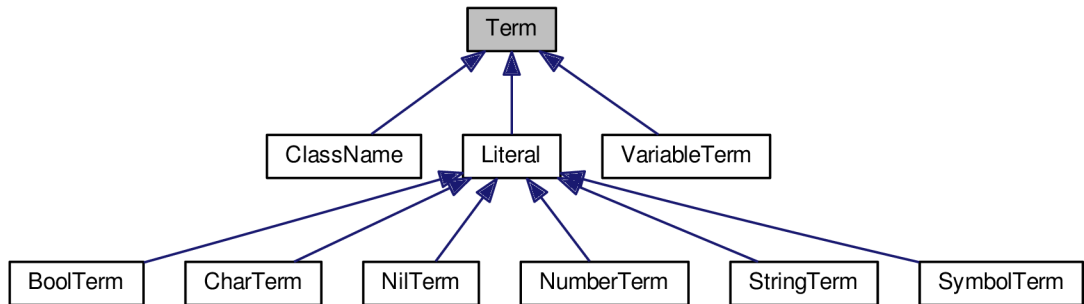 Term
ClassName Literal VariableTerm
BoolTerm CharTerm NilTerm NumberTerm StringTerm SymbolTerm